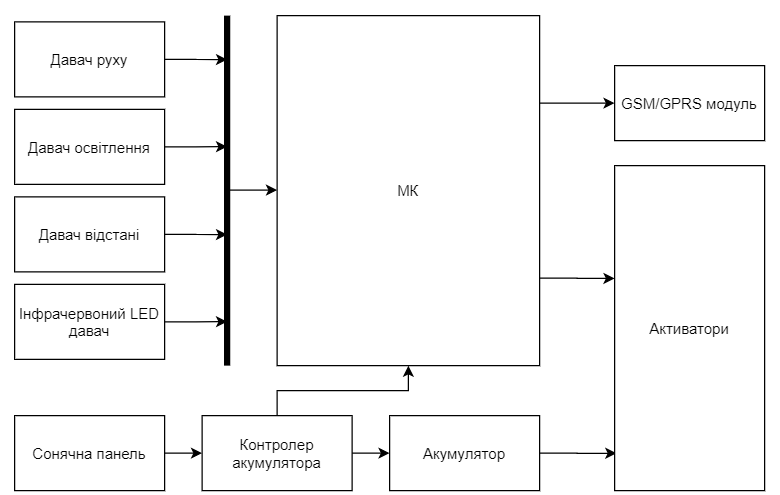 Давач руху
Давач освітлення
Давач відстані
Інфрачервоний LED
давач
МК
GSM/GPRS модуль
Активатори
Сонячна панель
Контролер
акумулятора
Акумулятор